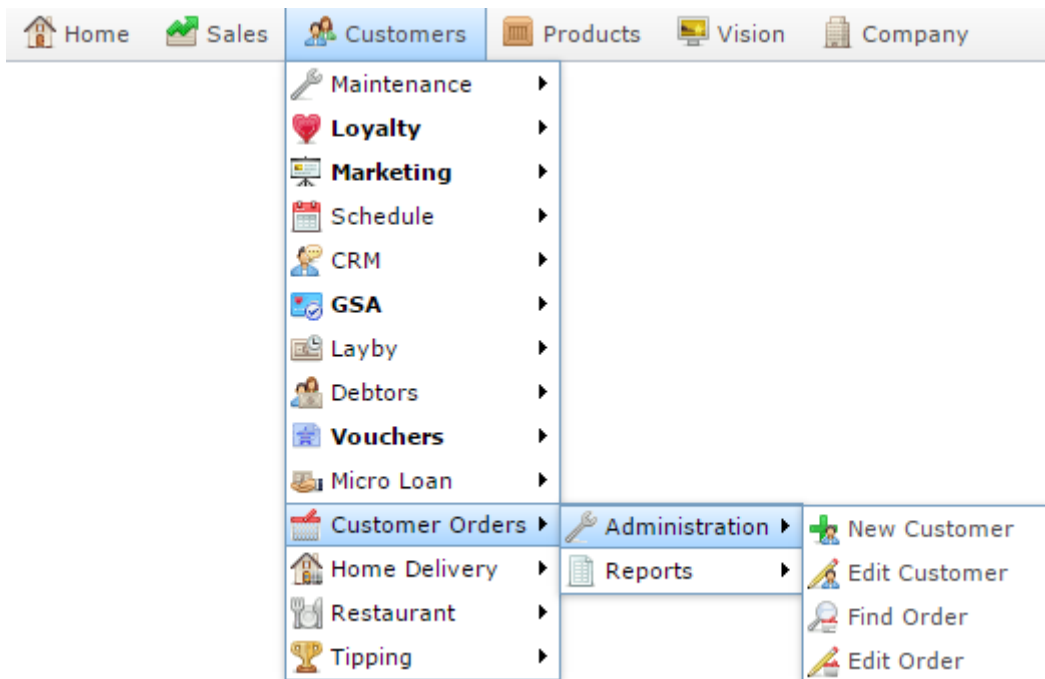 Home Sales Customers Products Vision Company
Maintenance
Loyalty
Marketing
Schedule
CRM
GSA
Layby
Debtors
Vouchers
Micro Loan
Customer Orders Administration New Customer
Home Delivery Reports Edit Customer
Restaurant Find Order
Tipping Edit Order